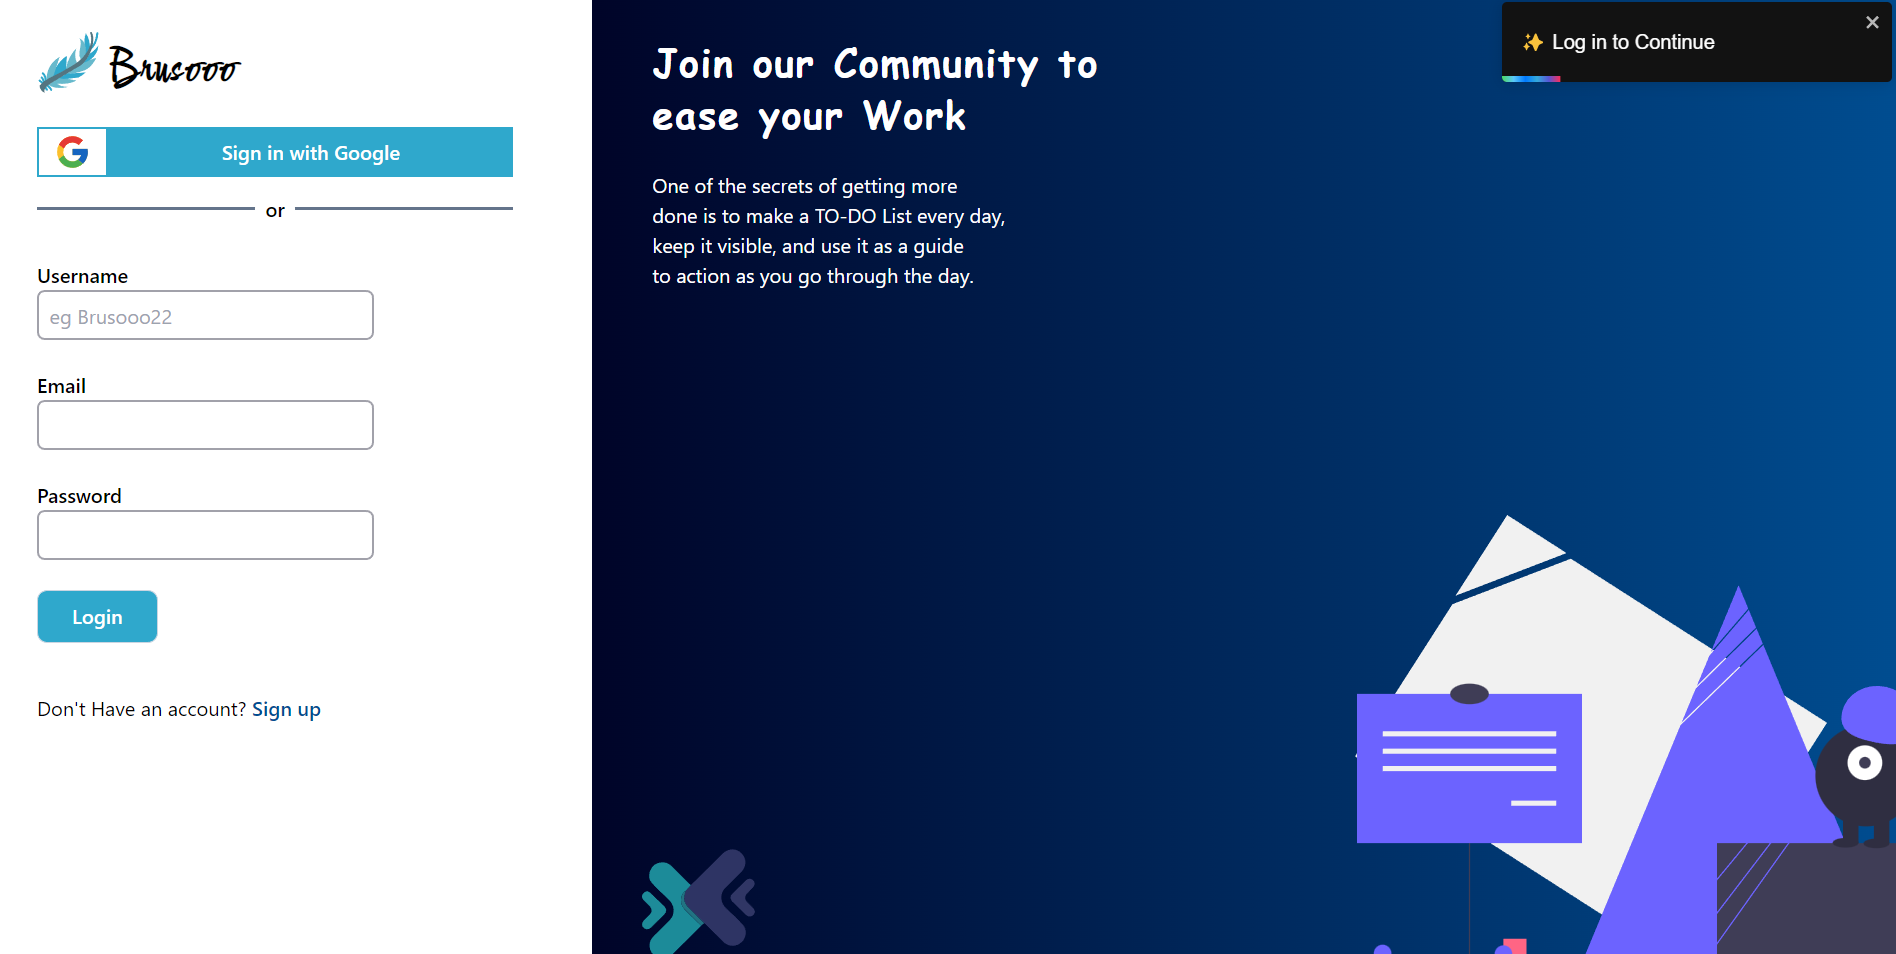 Brusooo
Sign in with Google
or
Username
eg Brusooo22
Email
Password
Login
Don't Have an account? Sign up
Join our Community to
ease your Work
One of the secrets of getting more
done is to make a TO-DO List every day,
keep it visible, and use it as a guide
to action as you go through the day.
✨ Log in to Continue